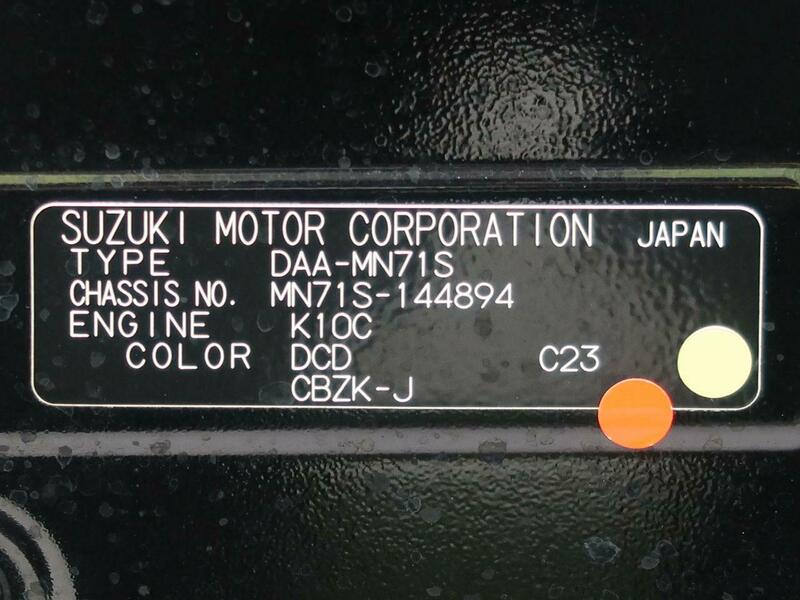 SUZUKI MOTOR CORPORATION JAPAN
TYPE DAA-MN71S
CHASSIS NO. MN71S-144894
ENGINE K10C
COLOR DCD C23
CBZK-J